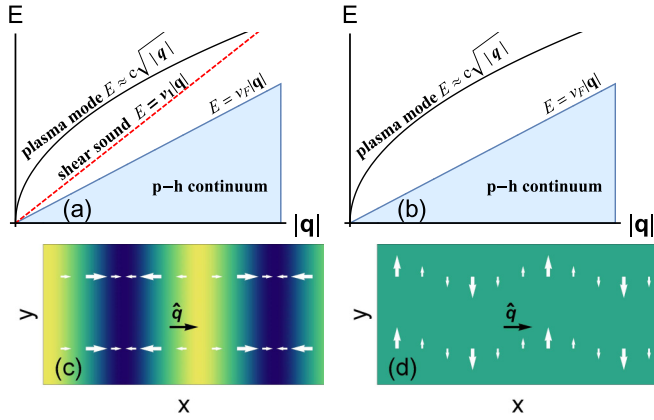 E
plasma mode E ≈ c√|q|
shear sound E = v₁|q|
E = v_F|q|
p–h continuum
(a)
|q|
E
plasma mode E ≈ c√|q|
E = v_F|q|
p–h continuum
(b)
|q|
y
q̂
(c)
x
y
q̂
(d)
x